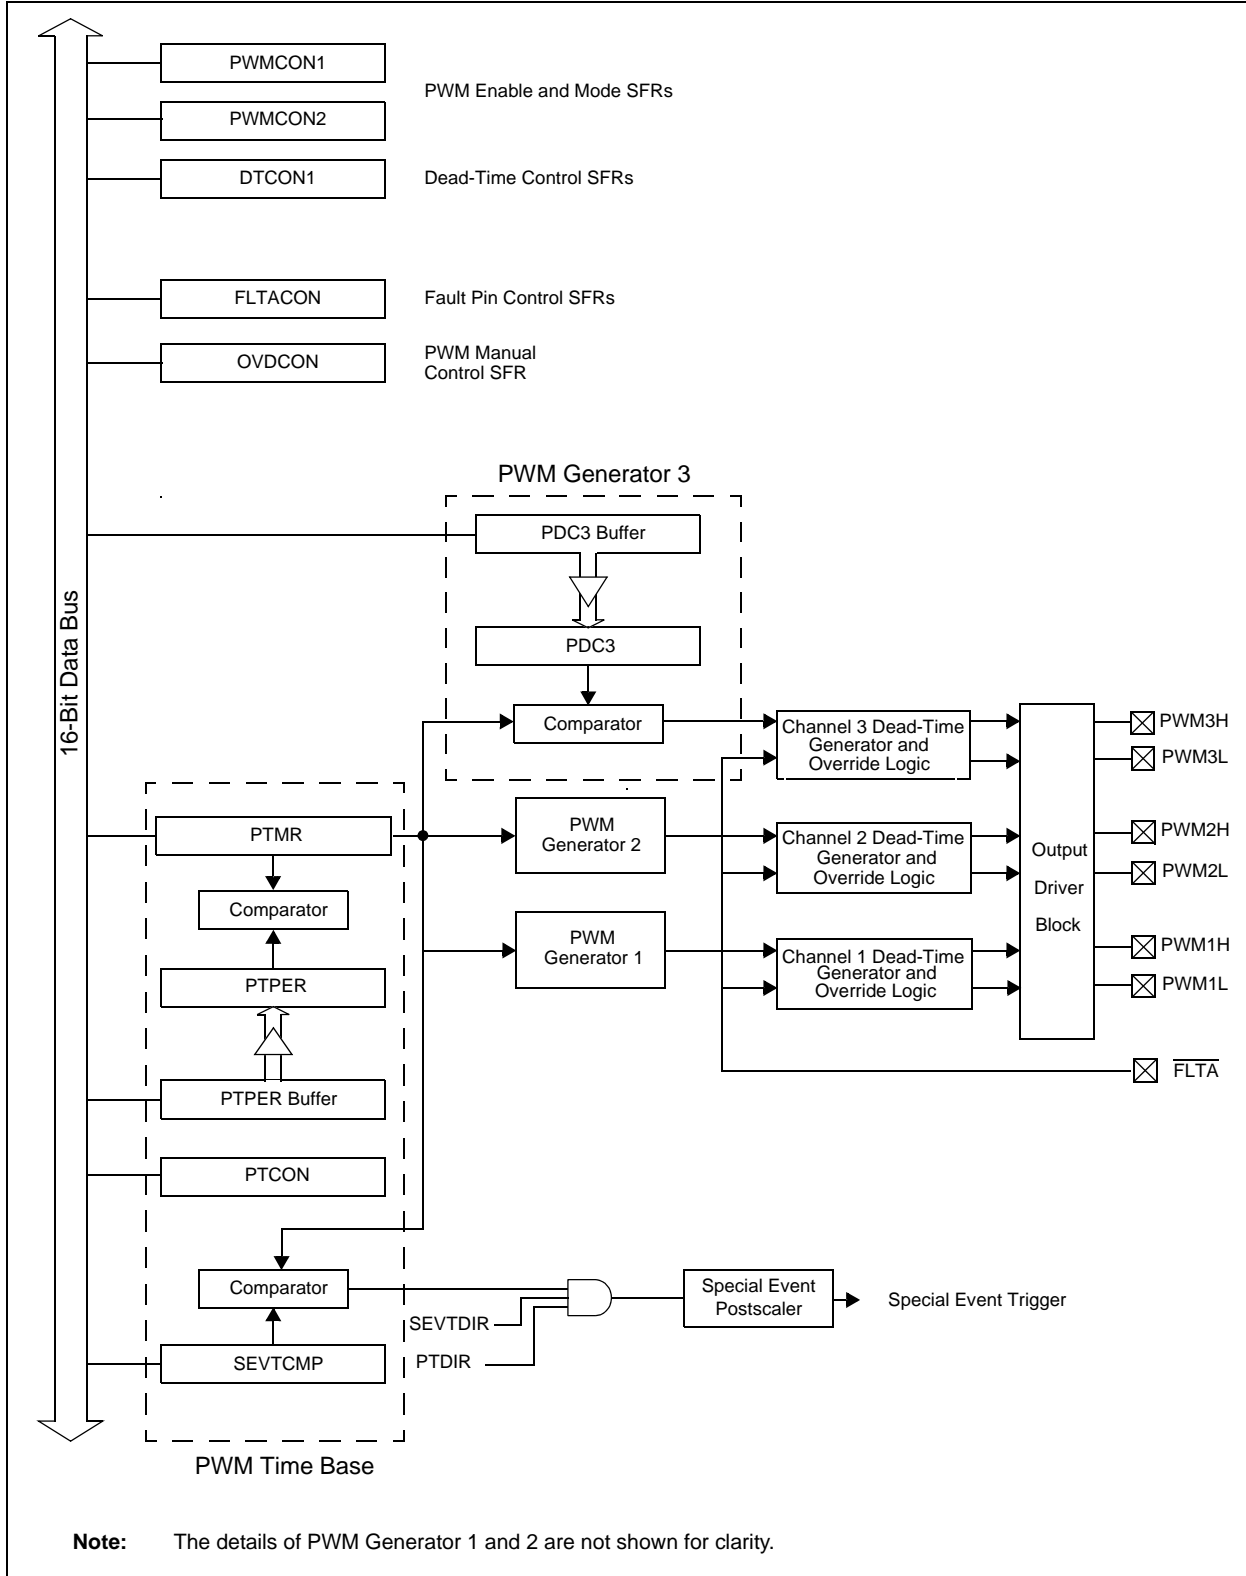 PWMCON1
PWM Enable and Mode SFRs
PWMCON2
DTCON1
Dead-Time Control SFRs
FLTACON
Fault Pin Control SFRs
OVDCON
PWM Manual
Control SFR
PWM Generator 3
PDC3 Buffer
16-Bit Data Bus
PDC3
Comparator
Channel 3 Dead-Time
Generator and
Override Logic
PWM3H
PWM3L
PTMR
PWM
Generator 2
Channel 2 Dead-Time
Generator and
Override Logic
Output
Driver
Block
PWM2H
PWM2L
Comparator
PWM
Generator 1
Channel 1 Dead-Time
Generator and
Override Logic
PWM1H
PWM1L
PTPER
FLTA
PTPER Buffer
PTCON
Comparator
Special Event
Postscaler
Special Event Trigger
SEVTDIR
SEVTCMP
PTDIR
PWM Time Base
Note: The details of PWM Generator 1 and 2 are not shown for clarity.